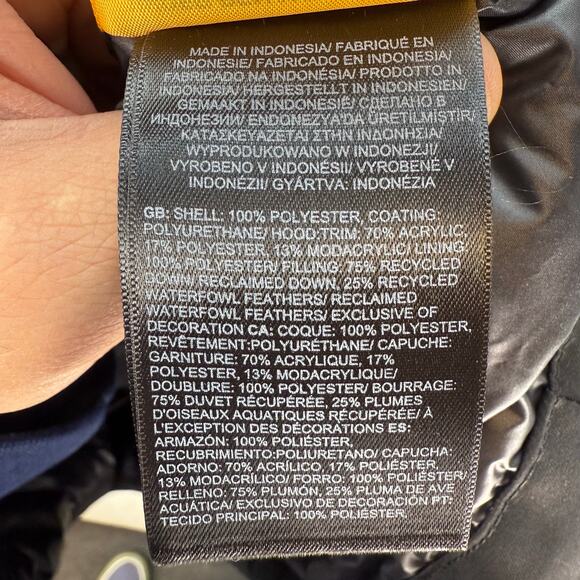 MADE IN INDONESIA/ FABRIQUÉ EN
INDONESIE/ FABRICADO EN INDONESIA/
FABRICADO NA INDONÉSIA/ PRODOTTO IN
INDONESIA/ HERGESTELLT IN INDONESIEN/
GEMAAKT IN INDONESIË/ СДЕЛАНО В
ИНДОНЕЗИИ/ ENDONEZYA'DA ÜRETİLMİŞTİR/
ΚΑΤΑΣΚΕΥΑΖΕΤΑΙ ΣΤΗΝ ΙΝΔΟΝΗΣΙΑ/
WYPRODUKOWANO W INDONEZJI/
VYROBENO V INDONÉSII/ VYROBENÉ V
INDONÉZII/ GYÁRTVA: INDONÉZIA
GB: SHELL: 100% POLYESTER, COATING:
POLYURETHANE/ HOOD:TRIM: 70% ACRYLIC,
17% POLYESTER, 13% MODACRYLIC/ LINING:
100% POLYESTER/ FILLING: 75% RECYCLED
DOWN/ RECLAIMED DOWN, 25% RECYCLED
WATERFOWL FEATHERS/ RECLAIMED
WATERFOWL FEATHERS/ EXCLUSIVE OF
DECORATION CA: COQUE: 100% POLYESTER,
REVÊTEMENT:POLYURÉTHANE/ CAPUCHE:
GARNITURE: 70% ACRYLIQUE, 17%
POLYESTER, 13% MODACRYLIQUE/
DOUBLURE: 100% POLYESTER/ BOURRAGE:
75% DUVET RÉCUPÉRÉE, 25% PLUMES
D'OISEAUX AQUATIQUES RÉCUPÉRÉE/ À
L'EXCEPTION DES DÉCORATIONS ES:
ARMAZÓN: 100% POLIÉSTER,
RECUBRIMIENTO:POLIURETANO/ CAPUCHA:
ADORNO: 70% ACRÍLICO, 17% POLIÉSTER,
13% MODACRÍLICO/ FORRO: 100% POLIÉSTER/
RELLENO: 75% PLUMÓN, 25% PLUMA DE AVE
ACUÁTICA/ EXCLUSIVO DE DECORACIÓN PT:
TECIDO PRINCIPAL: 100% POLIÉSTER,